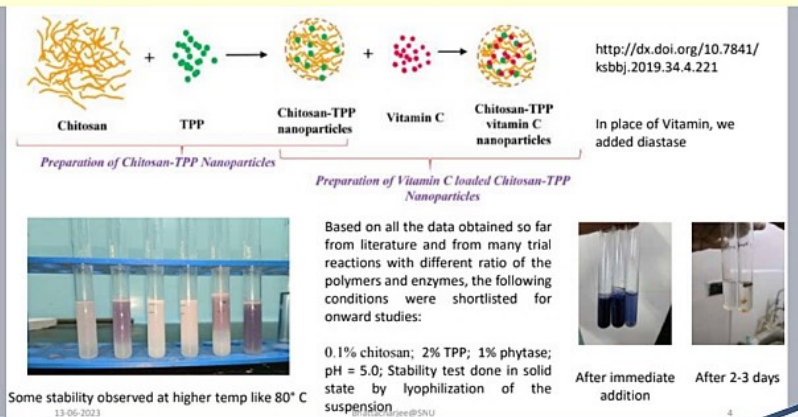 http://dx.doi.org/10.7841/
ksbbj.2019.34.4.221
Chitosan
+
TPP
Chitosan-TPP
nanoparticles
+
Vitamin C
Chitosan-TPP
vitamin C
nanoparticles
In place of Vitamin, we
added diastase
Preparation of Chitosan-TPP Nanoparticles
Preparation of Vitamin C loaded Chitosan-TPP
Nanoparticles
Based on all the data obtained so far
from literature and from many trial
reactions with different ratio of the
polymers and enzymes, the following
conditions were shortlisted for
onward studies:
0.1% chitosan; 2% TPP; 1% phytase;
pH = 5.0; Stability test done in solid
state by lyophilization of the
suspension
Some stability observed at higher temp like 80° C
After immediate
addition
After 2-3 days
13-06-2023
Bhattacharjee@SNU
4